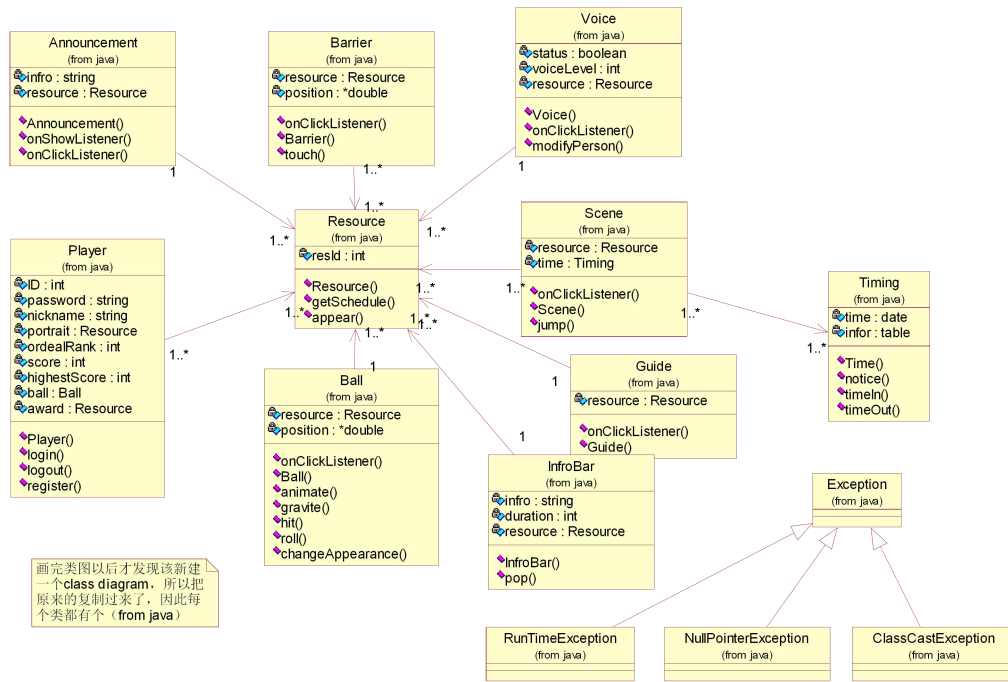 Announcement
(from java)
infro : string
resource : Resource
Announcement()
onShowListener()
onClickListener()
1
Barrier
(from java)
resource : Resource
position : *double
onClickListener()
Barrier()
touch()
1..*
Voice
(from java)
status : boolean
voiceLevel : int
resource : Resource
Voice()
onClickListener()
modifyPerson()
1
1..*
1..*
1..*
Resource
(from java)
resId : int
Resource()
getSchedule()
appear()
1..*
1..*
1..*
1..*
1..*
Scene
(from java)
resource : Resource
time : Timing
onClickListener()
Scene()
jump()
1..*
1..*
1..*
Timing
(from java)
time : date
infor : table
Time()
notice()
timeIn()
timeOut()
Player
(from java)
ID : int
password : string
nickname : string
portrait : Resource
ordealRank : int
score : int
highestScore : int
ball : Ball
award : Resource
Player()
login()
logout()
register()
1..*
1
Ball
(from java)
resource : Resource
position : *double
onClickListener()
Ball()
animate()
gravite()
hit()
roll()
changeAppearance()
1
Guide
(from java)
resource : Resource
onClickListener()
Guide()
1
InfroBar
(from java)
infro : string
duration : int
resource : Resource
InfroBar()
pop()
Exception
(from java)
RunTimeException
(from java)
NullPointerException
(from java)
ClassCastException
(from java)
画完类图以后才发现该新建
一个class diagram，所以把
原来的复制过来了，因此每
个类都有个（from java）